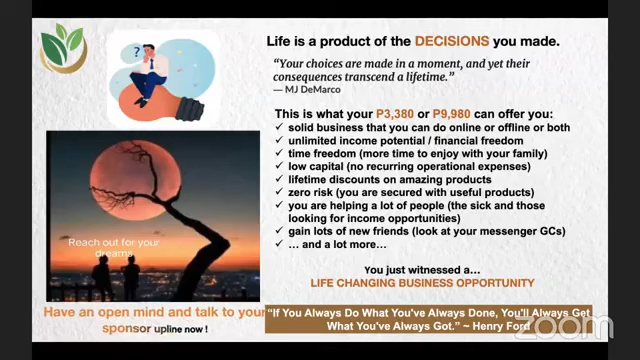 Life is a product of the DECISIONS you made.
"Your choices are made in a moment, and yet their
consequences transcend a lifetime."
— MJ DeMarco
?
This is what your P3,380 or P9,980 can offer you:
✓ solid business that you can do online or offline or both
✓ unlimited income potential / financial freedom
✓ time freedom (more time to enjoy with your family)
✓ low capital (no recurring operational expenses)
✓ lifetime discounts on amazing products
✓ zero risk (you are secured with useful products)
✓ you are helping a lot of people (the sick and those
looking for income opportunities)
✓ gain lots of new friends (look at your messenger GCs)
✓ ... and a lot more...
Reach out for your
dreams
You just witnessed a...
LIFE CHANGING BUSINESS OPPORTUNITY
Have an open mind and talk to your
sponsor upline now !
"If You Always Do What You've Always Done, You'll Always Get
What You've Always Got." ~ Henry Ford
zoom